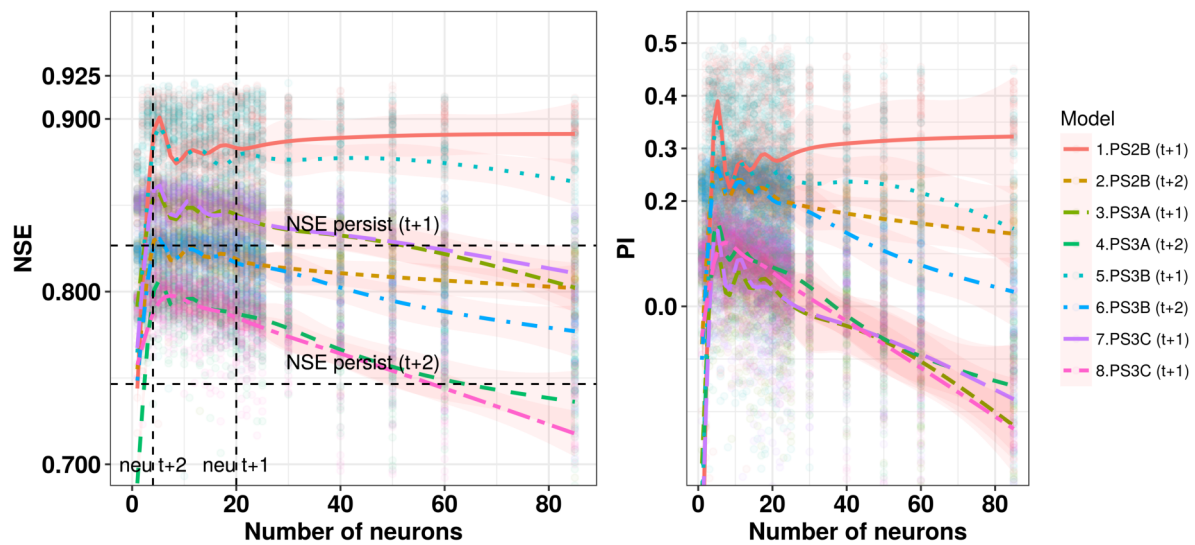 0.925
0.900
0.800
0.700
NSE
NSE persist (t+1)
NSE persist (t+2)
neu t+2
neu t+1
0
20
40
60
80
Number of neurons
0.5
0.4
0.3
0.2
0.0
PI
0
20
40
60
80
Number of neurons
Model
1.PS2B (t+1)
2.PS2B (t+2)
3.PS3A (t+1)
4.PS3A (t+2)
5.PS3B (t+1)
6.PS3B (t+2)
7.PS3C (t+1)
8.PS3C (t+1)